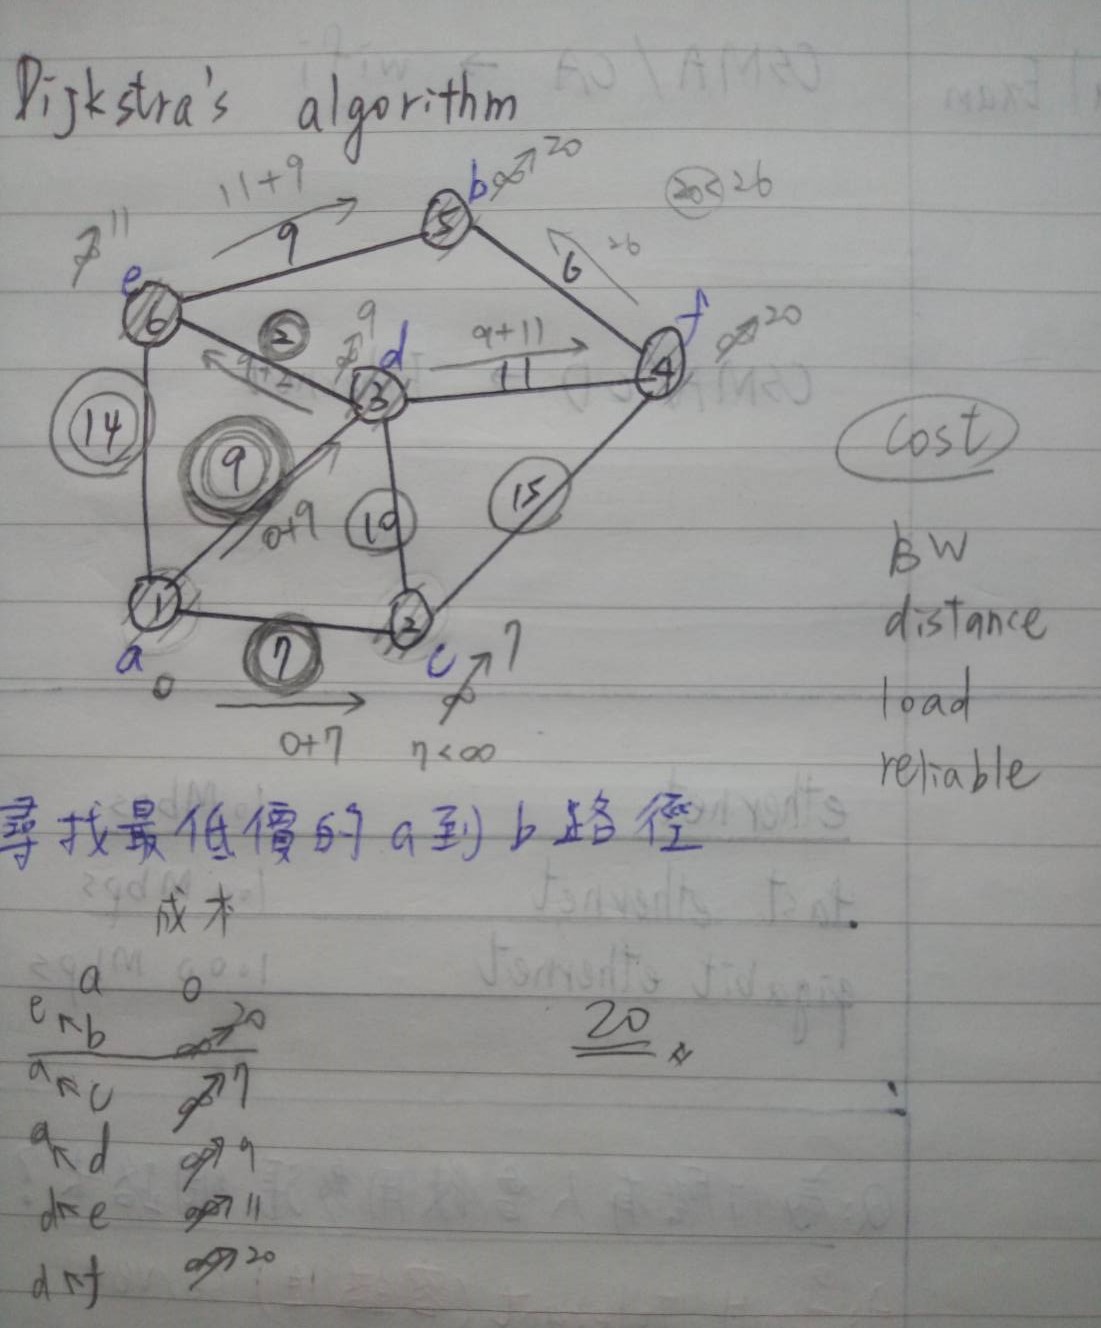 Dijkstra's algorithm
11+9
b ∞→20
20<26
11
9
5
26
e
6
6
f ∞→20
2
9
d
9+11
9+2
3
11
4
14
9
10
15
cost
0+9
1
2
BW
a
7
c
7
distance
0
load
0+7
7<∞
reliable
尋找最低價的a到b路徑
成本
a 0
e↖b ∞→20
20
a↖c ∞→7
a↖d ∞→9
d↖e ∞→11
d↖f ∞→20